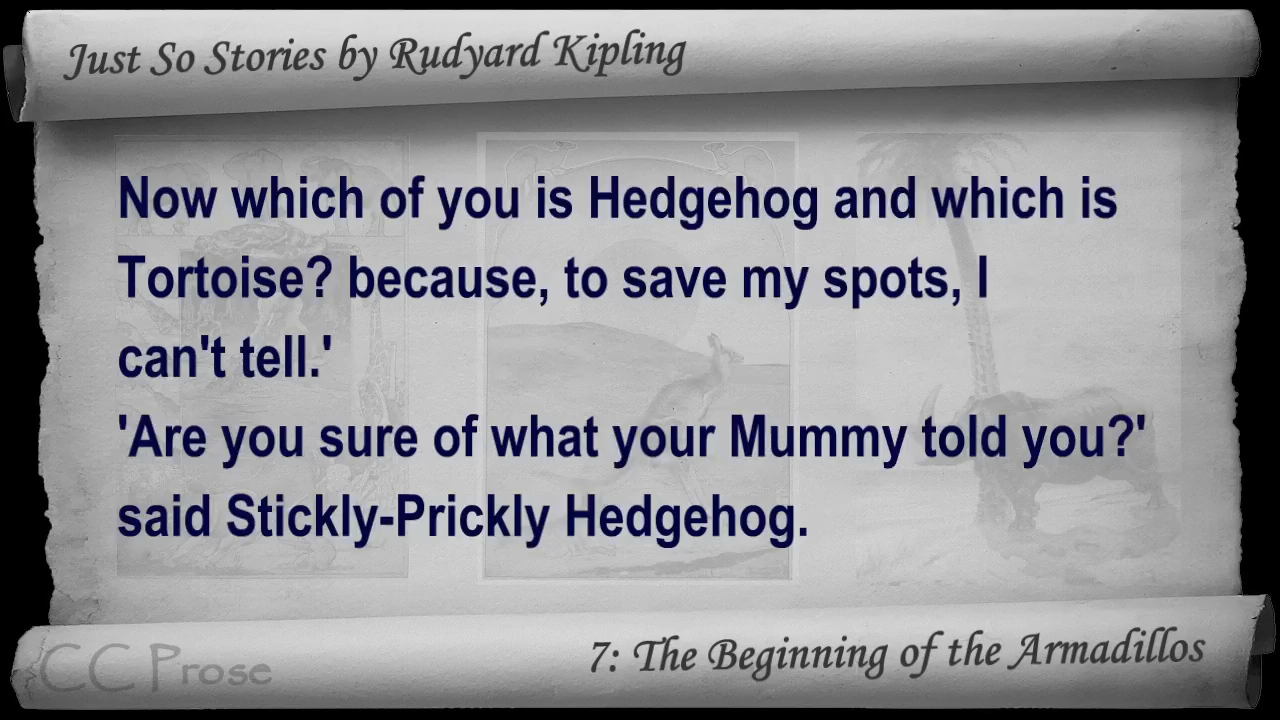 Just So Stories by Rudyard Kipling
Now which of you is Hedgehog and which is
Tortoise? because, to save my spots, I
can't tell.'
'Are you sure of what your Mummy told you?'
said Stickly-Prickly Hedgehog.
CC Prose
7: The Beginning of the Armadillos